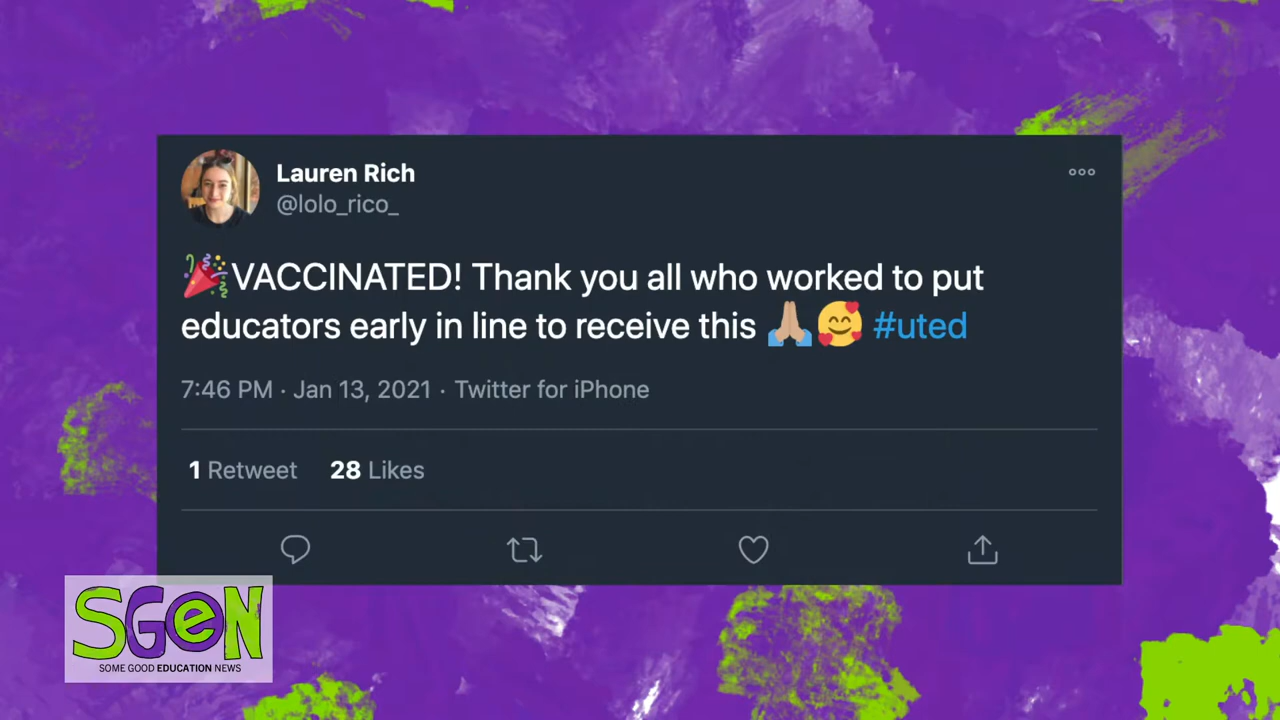 Lauren Rich
@lolo_rico_
🎉VACCINATED! Thank you all who worked to put
educators early in line to receive this 🙏🏼🥰 #uted
7:46 PM · Jan 13, 2021 · Twitter for iPhone
1 Retweet 28 Likes
SGeN
SOME GOOD EDUCATION NEWS